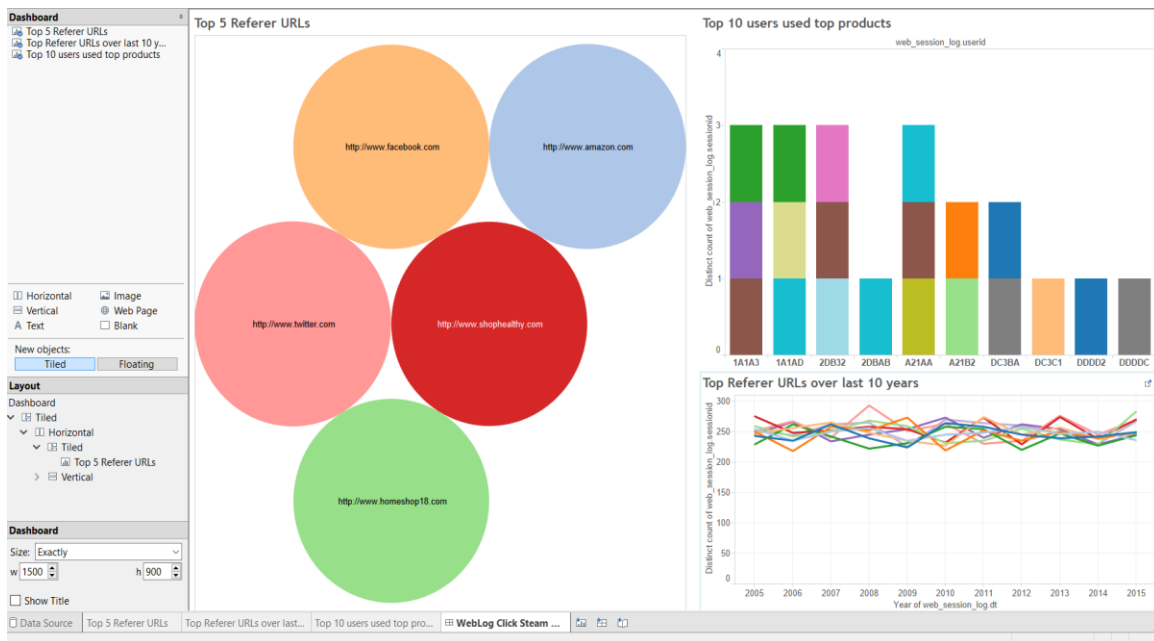 Dashboard
Top 5 Referer URLs
Top Referer URLs over last 10 y...
Top 10 users used top products
Horizontal
Image
Vertical
Web Page
Text
Blank
New objects:
Tiled
Floating
Layout
Dashboard
Tiled
Horizontal
Tiled
Top 5 Referer URLs
Vertical
Dashboard
Size: Exactly
w 1500
h 900
Show Title
Top 5 Referer URLs
http://www.facebook.com
http://www.amazon.com
http://www.twitter.com
http://www.shophealthy.com
http://www.homeshop18.com
Top 10 users used top products
web_session_log.userid
Distinct count of web_session_log.sessionid
4
3
2
1
0
1A1A3 1A1AD 2DB32 2DBAB A21AA A21B2 DC3BA DC3C1 DDDD2 DDDDC
Top Referer URLs over last 10 years
Distinct count of web_session_log.sessionid
300
250
200
150
100
50
0
2005 2006 2007 2008 2009 2010 2011 2012 2013 2014 2015
Year of web_session_log.dt
Data Source
Top 5 Referer URLs
Top Referer URLs over last...
Top 10 users used top pro...
WebLog Click Steam ...